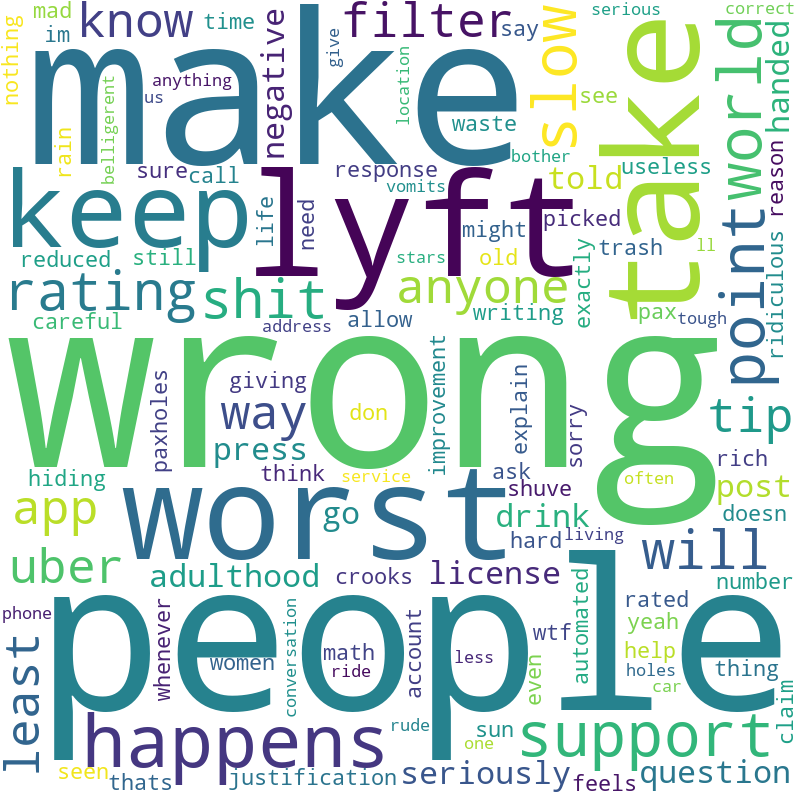 mad
know
time
filter
say
slow
serious
correct
im
nothing
make
anything
us
negative
give
location
waste
see
take
world
handed
belligerent
rain
sure
call
response
vomits
bother
told
useless
reason
keep
lyft
life
need
might
picked
trash
ll
point
ridiculous
reduced
still
stars
old
exactly
rating
shit
anyone
writing
pax
tough
careful
address
allow
wrong
paxholes
giving
way
don
improvement
explain
sorry
tip
press
hiding
think
service
ask
often
rich
app
worst
go
shuve
drink
post
doesn
hard
living
will
uber
adulthood
crooks
license
automated
number
people
phone
least
whenever
women
conversation
math
ride
account
less
wtf
even
rated
yeah
help
holes
car
thing
claim
happens
rude
sun
one
support
seen
thats
justification
seriously
feels
question